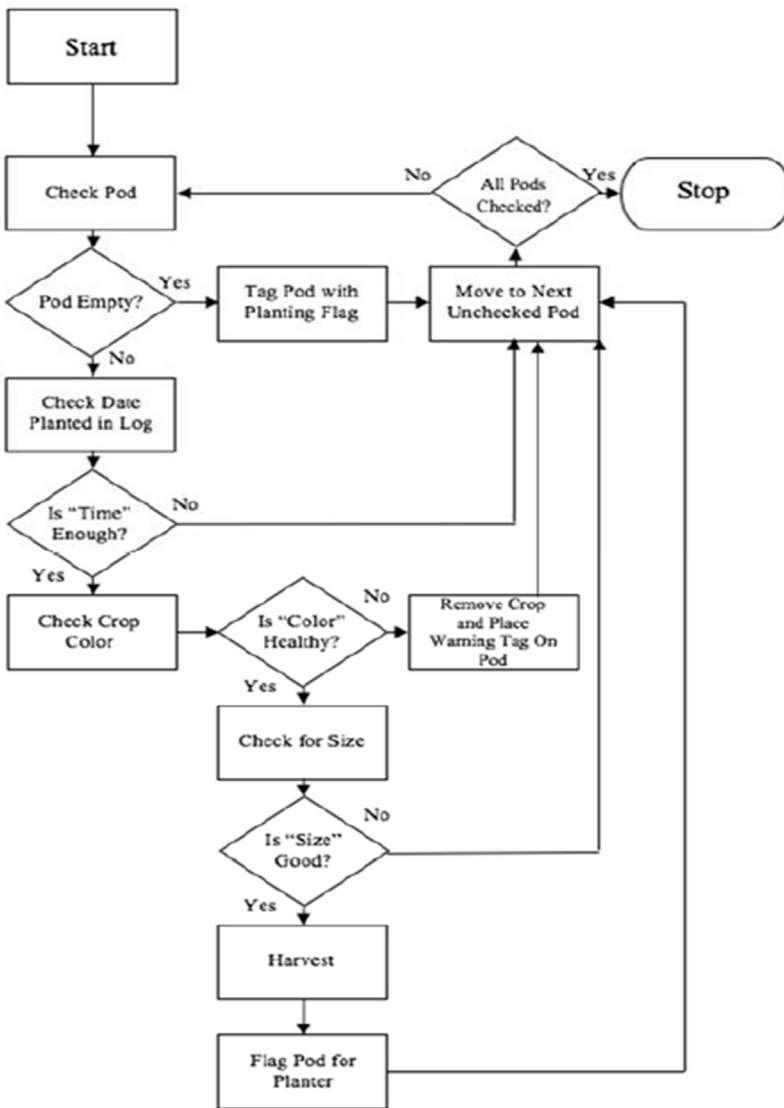 Start
Check Pod
No
All Pods
Checked?
Yes
Stop
Pod Empty?
Yes
Tag Pod with
Planting Flag
Move to Next
Unchecked Pod
No
Check Date
Planted in Log
Is “Time”
Enough?
No
Yes
Check Crop
Color
Is “Color”
Healthy?
No
Remove Crop
and Place
Warning Tag On
Pod
Yes
Check for Size
Is “Size”
Good?
No
Yes
Harvest
Flag Pod for
Planter